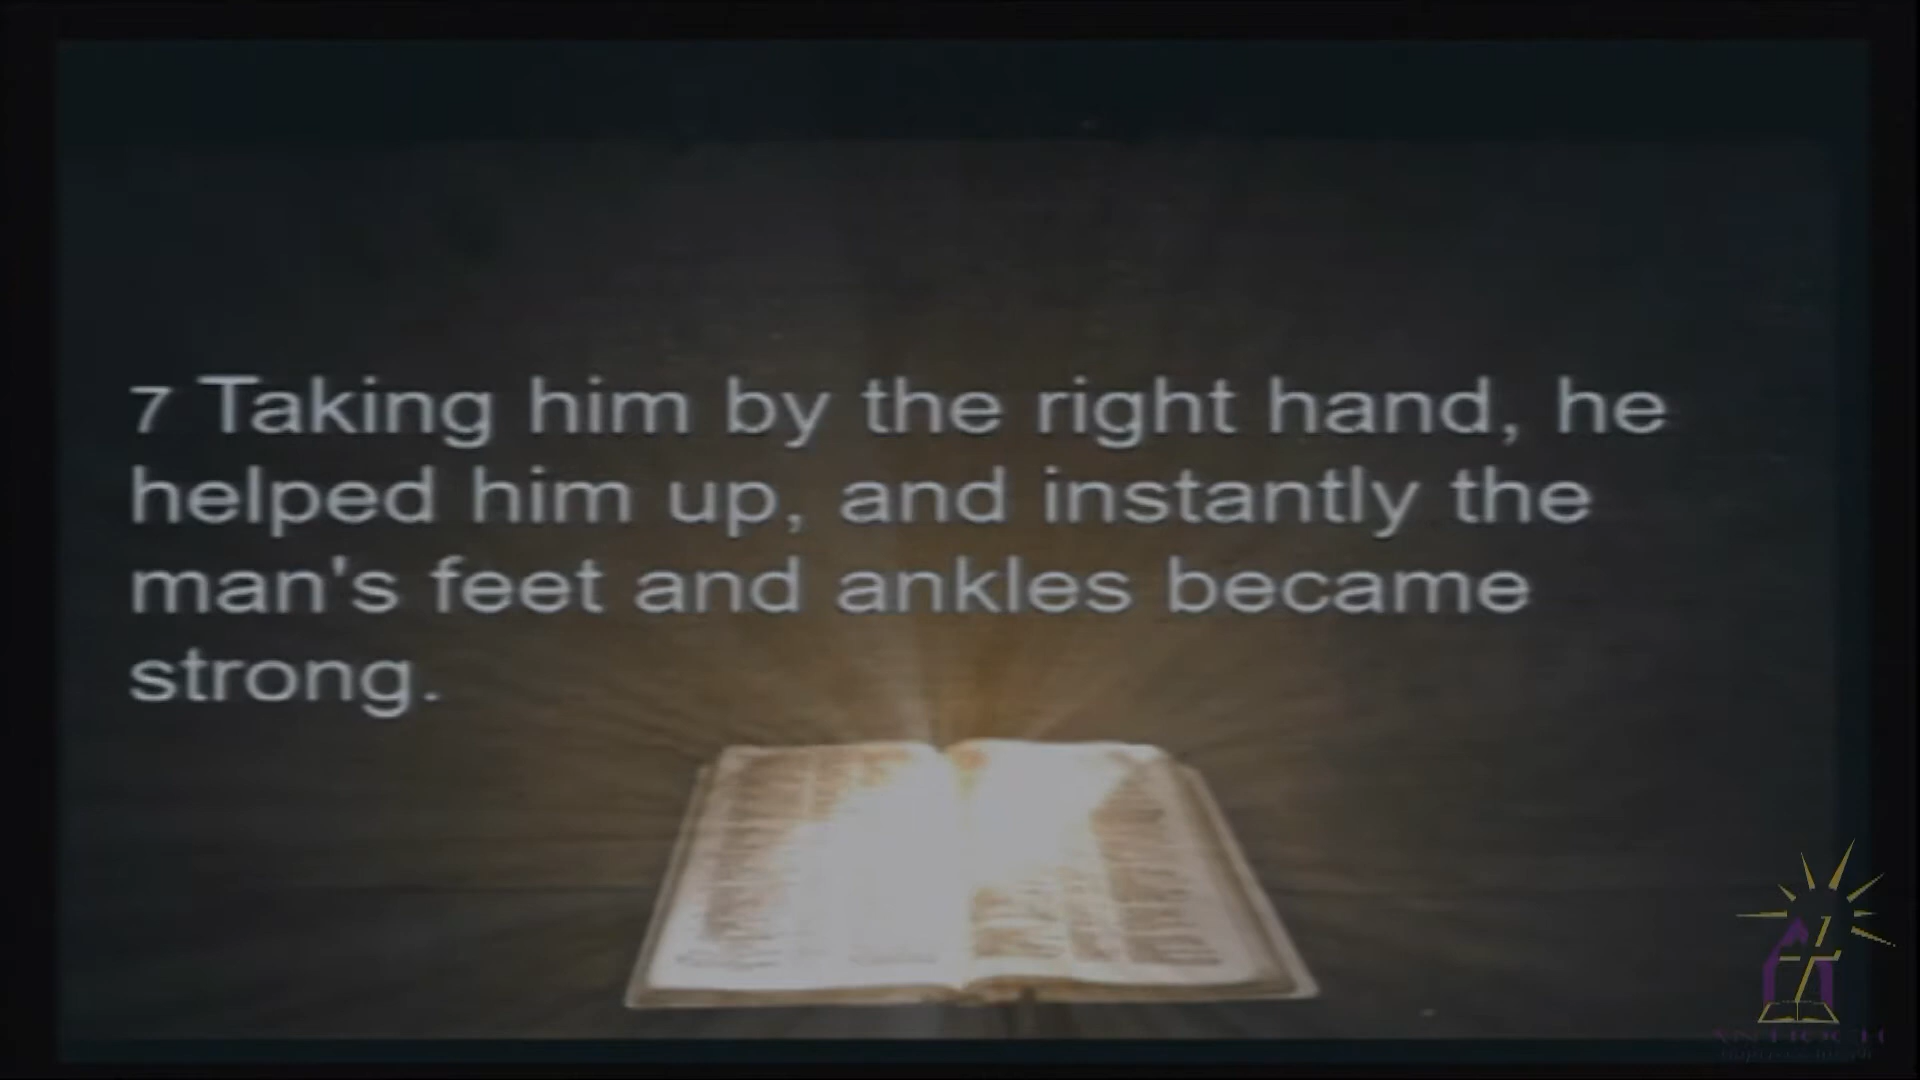 7 Taking him by the right hand, he
helped him up, and instantly the
man's feet and ankles became
strong.